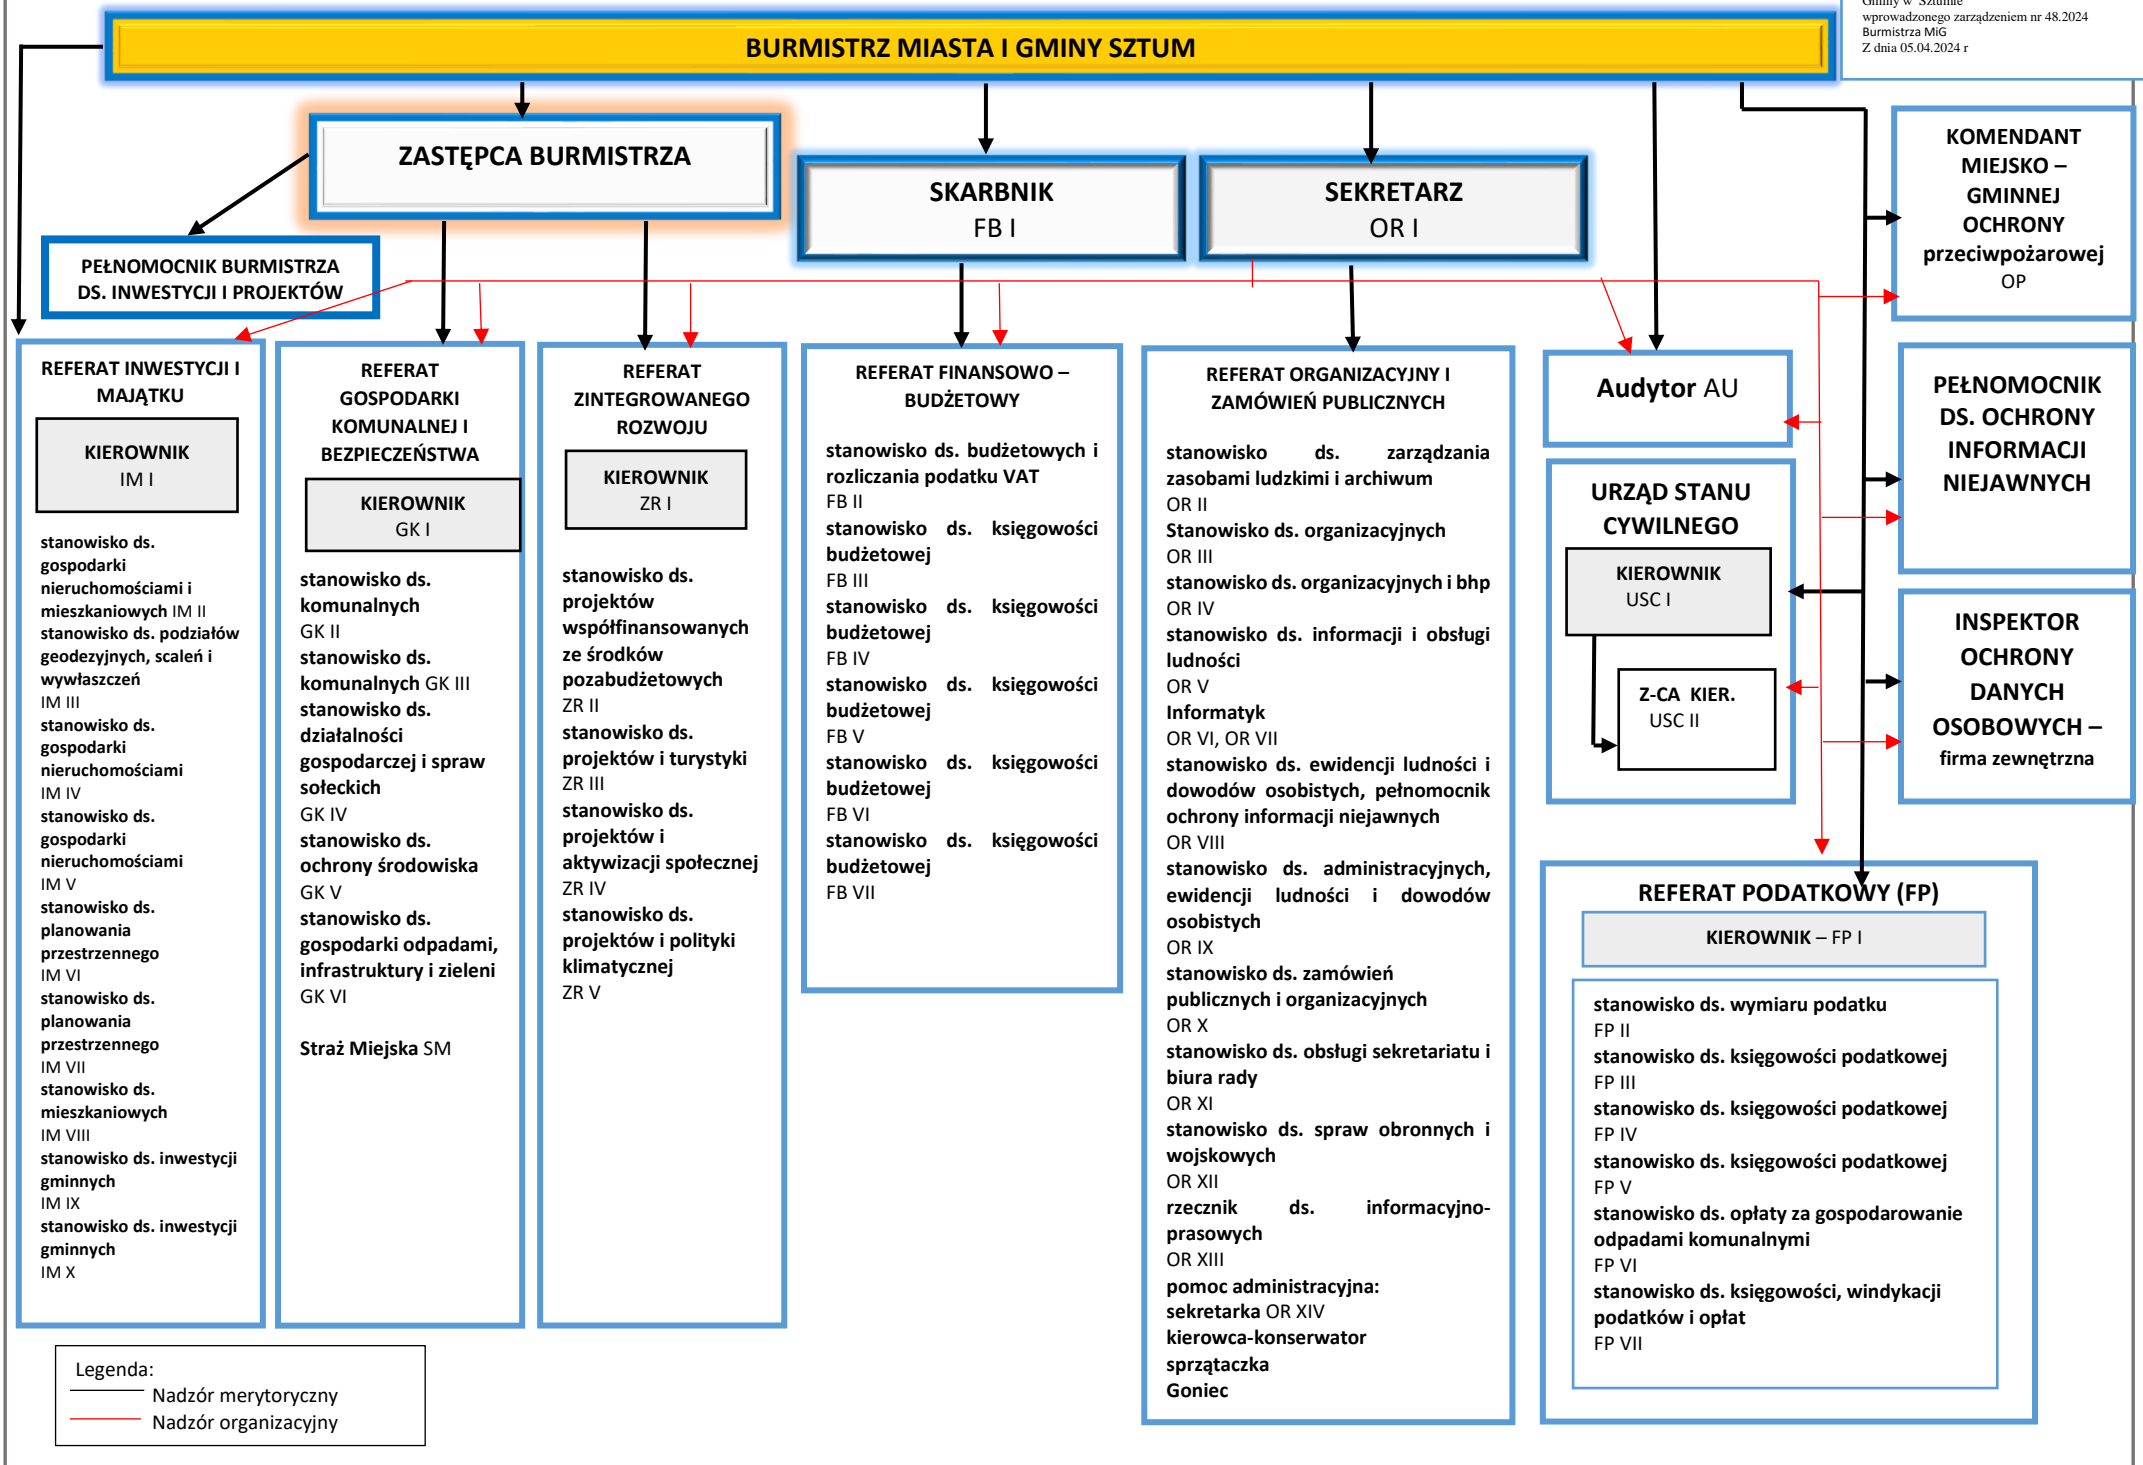 Gminy w Sztumie
wprowadzonego zarządzeniem nr 48.2024
Burmistrza MiG
Z dnia 05.04.2024 r
BURMISTRZ MIASTA I GMINY SZTUM
ZASTĘPCA BURMISTRZA
SKARBNIK
FB I
SEKRETARZ
OR I
KOMENDANT
MIEJSKO –
GMINNEJ
OCHRONY
przeciwpożarowej
OP
PEŁNOMOCNIK BURMISTRZA
DS. INWESTYCJI I PROJEKTÓW
REFERAT INWESTYCJI I
MAJĄTKU
KIEROWNIK
IM I
stanowisko ds.
gospodarki
nieruchomościami i
mieszkaniowych IM II
stanowisko ds. podziałów
geodezyjnych, scaleń i
wywłaszczeń
IM III
stanowisko ds.
gospodarki
nieruchomościami
IM IV
stanowisko ds.
gospodarki
nieruchomościami
IM V
stanowisko ds.
planowania
przestrzennego
IM VI
stanowisko ds.
planowania
przestrzennego
IM VII
stanowisko ds.
mieszkaniowych
IM VIII
stanowisko ds. inwestycji
gminnych
IM IX
stanowisko ds. inwestycji
gminnych
IM X
REFERAT
GOSPODARKI
KOMUNALNEJ I
BEZPIECZEŃSTWA
KIEROWNIK
GK I
stanowisko ds.
komunalnych
GK II
stanowisko ds.
komunalnych GK III
stanowisko ds.
działalności
gospodarczej i spraw
sołeckich
GK IV
stanowisko ds.
ochrony środowiska
GK V
stanowisko ds.
gospodarki odpadami,
infrastruktury i zieleni
GK VI
Straż Miejska SM
REFERAT
ZINTEGROWANEGO
ROZWOJU
KIEROWNIK
ZR I
stanowisko ds.
projektów
współfinansowanych
ze środków
pozabudżetowych
ZR II
stanowisko ds.
projektów i turystyki
ZR III
stanowisko ds.
projektów i
aktywizacji społecznej
ZR IV
stanowisko ds.
projektów i polityki
klimatycznej
ZR V
REFERAT FINANSOWO –
BUDŻETOWY
stanowisko ds. budżetowych i
rozliczania podatku VAT
FB II
stanowisko ds. księgowości
budżetowej
FB III
stanowisko ds. księgowości
budżetowej
FB IV
stanowisko ds. księgowości
budżetowej
FB V
stanowisko ds. księgowości
budżetowej
FB VI
stanowisko ds. księgowości
budżetowej
FB VII
REFERAT ORGANIZACYJNY I
ZAMÓWIEŃ PUBLICZNYCH
stanowisko ds. zarządzania
zasobami ludzkimi i archiwum
OR II
Stanowisko ds. organizacyjnych
OR III
stanowisko ds. organizacyjnych i bhp
OR IV
stanowisko ds. informacji i obsługi
ludności
OR V
Informatyk
OR VI, OR VII
stanowisko ds. ewidencji ludności i
dowodów osobistych, pełnomocnik
ochrony informacji niejawnych
OR VIII
stanowisko ds. administracyjnych,
ewidencji ludności i dowodów
osobistych
OR IX
stanowisko ds. zamówień
publicznych i organizacyjnych
OR X
stanowisko ds. obsługi sekretariatu i
biura rady
OR XI
stanowisko ds. spraw obronnych i
wojskowych
OR XII
rzecznik ds. informacyjno-
prasowych
OR XIII
pomoc administracyjna:
sekretarka OR XIV
kierowca-konserwator
sprzątaczka
Goniec
Audytor AU
URZĄD STANU
CYWILNEGO
KIEROWNIK
USC I
Z-CA KIER.
USC II
PEŁNOMOCNIK
DS. OCHRONY
INFORMACJI
NIEJAWNYCH
INSPEKTOR
OCHRONY
DANYCH
OSOBOWYCH –
firma zewnętrzna
REFERAT PODATKOWY (FP)
KIEROWNIK – FP I
stanowisko ds. wymiaru podatku
FP II
stanowisko ds. księgowości podatkowej
FP III
stanowisko ds. księgowości podatkowej
FP IV
stanowisko ds. księgowości podatkowej
FP V
stanowisko ds. opłaty za gospodarowanie
odpadami komunalnymi
FP VI
stanowisko ds. księgowości, windykacji
podatków i opłat
FP VII
Legenda:
Nadzór merytoryczny
Nadzór organizacyjny